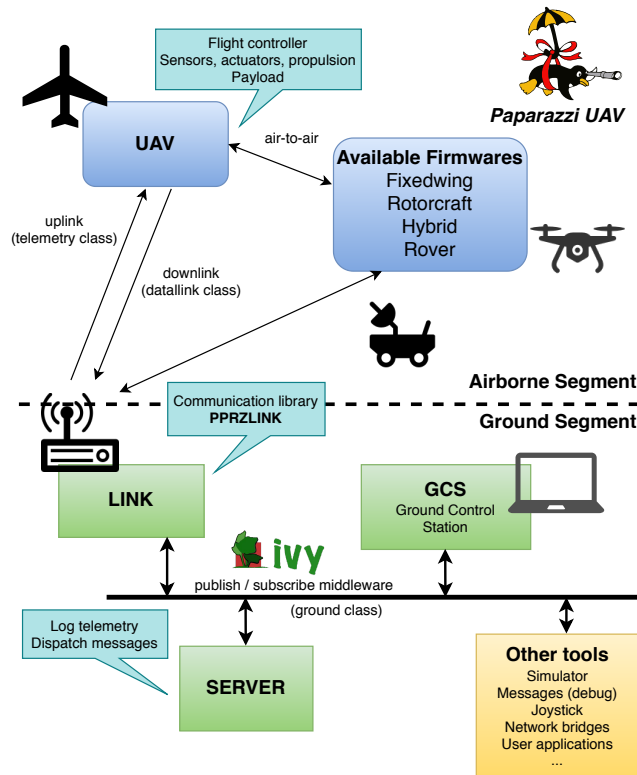 Flight controller
Sensors, actuators, propulsion
Payload
Paparazzi UAV
UAV
air-to-air
Available Firmwares
Fixedwing
Rotorcraft
Hybrid
Rover
uplink
(telemetry class)
downlink
(datallink class)
Airborne Segment
Ground Segment
Communication library
PPRZLINK
LINK
GCS
Ground Control
Station
ivy
publish / subscribe middleware
(ground class)
Log telemetry
Dispatch messages
SERVER
Other tools
Simulator
Messages (debug)
Joystick
Network bridges
User applications
...